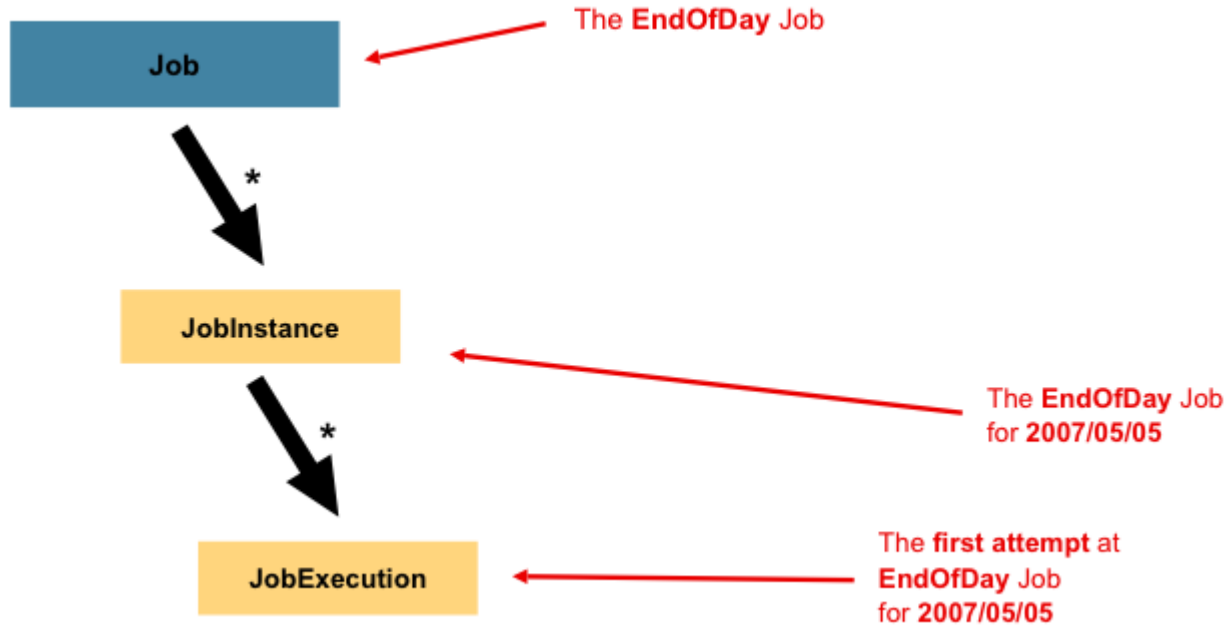 The EndOfDay Job
Job
*
JobInstance
*
The EndOfDay Job
for 2007/05/05
The first attempt at
EndOfDay Job
for 2007/05/05
JobExecution